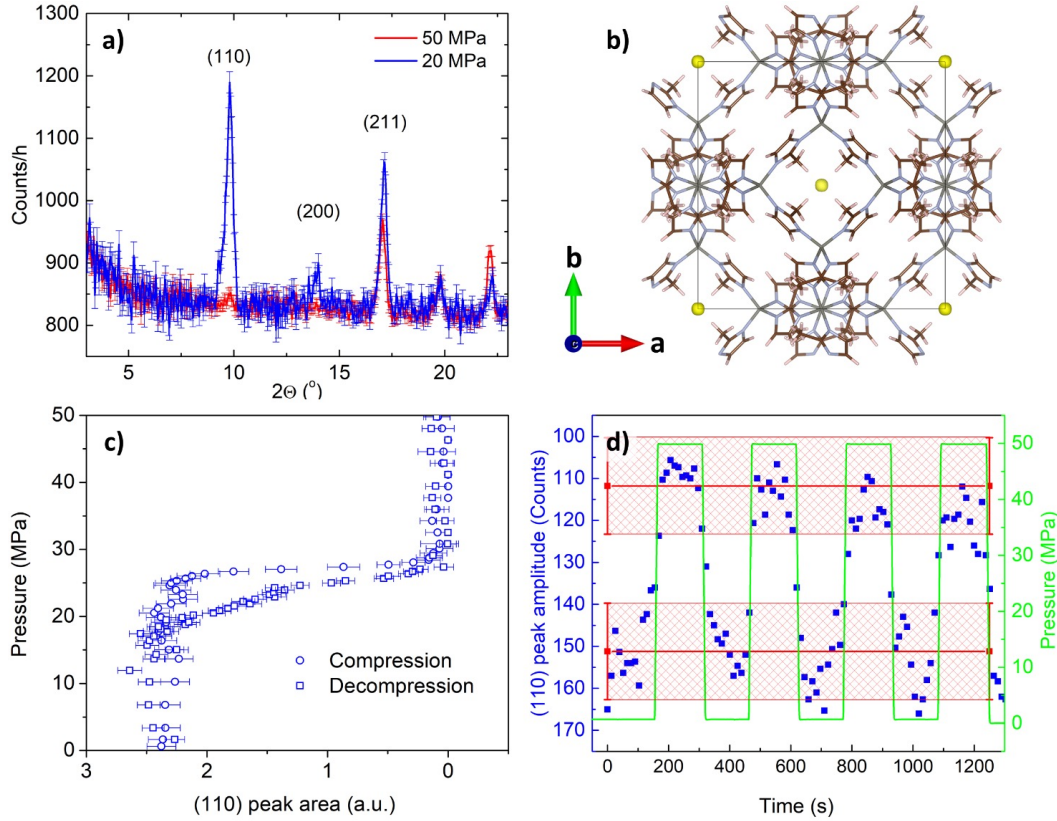 a)
50 MPa
20 MPa
(110)
(200)
(211)
1300
1200
1100
1000
900
800
Counts/h
5
10
15
20
2Θ (°)
b)
b
a
c)
50
40
30
20
10
0
Pressure (MPa)
Compression
Decompression
3
2
1
0
(110) peak area (a.u.)
d)
100
110
120
130
140
150
160
170
(110) peak amplitude (Counts)
50
40
30
20
10
0
Pressure (MPa)
0
200
400
600
800
1000
1200
Time (s)